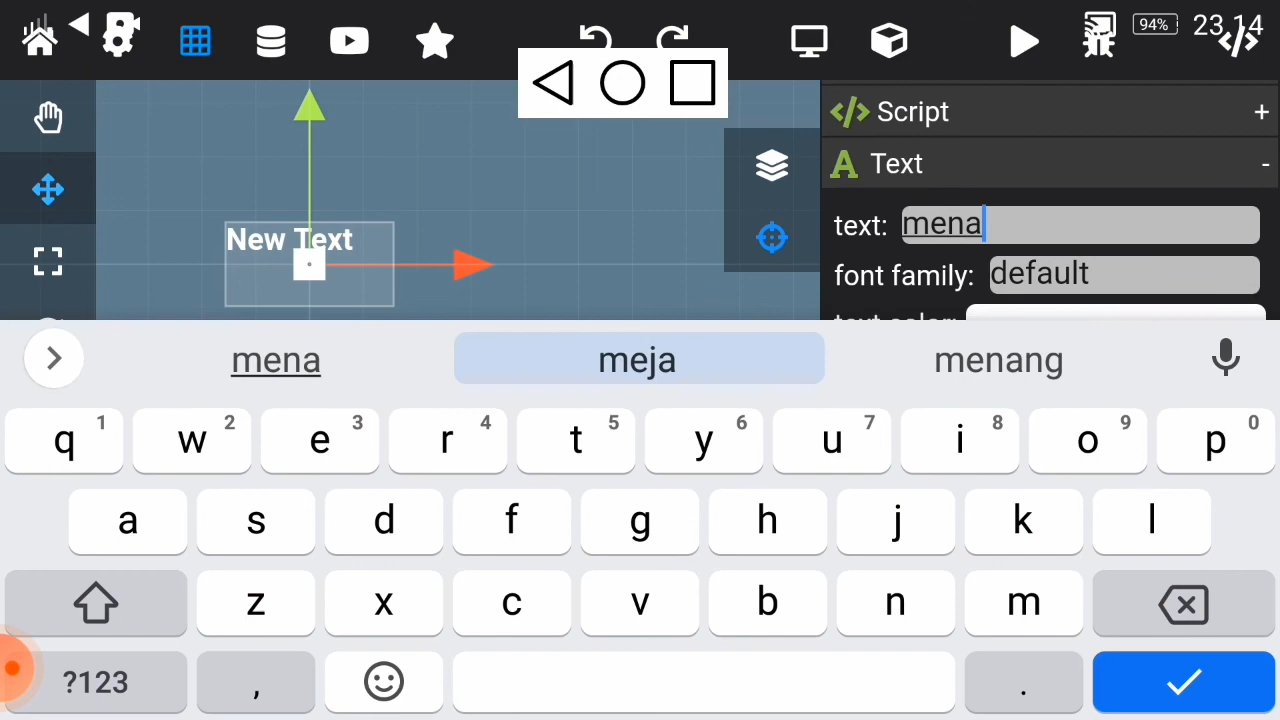 94% 23.14
Script +
New Text
A Text -
text: mena
font family: default
mena meja menang
q 1 w 2 e 3 r 4 t 5 y 6 u 7 i 8 o 9 p 0
a s d f g h j k l
z x c v b n m
?123 , .